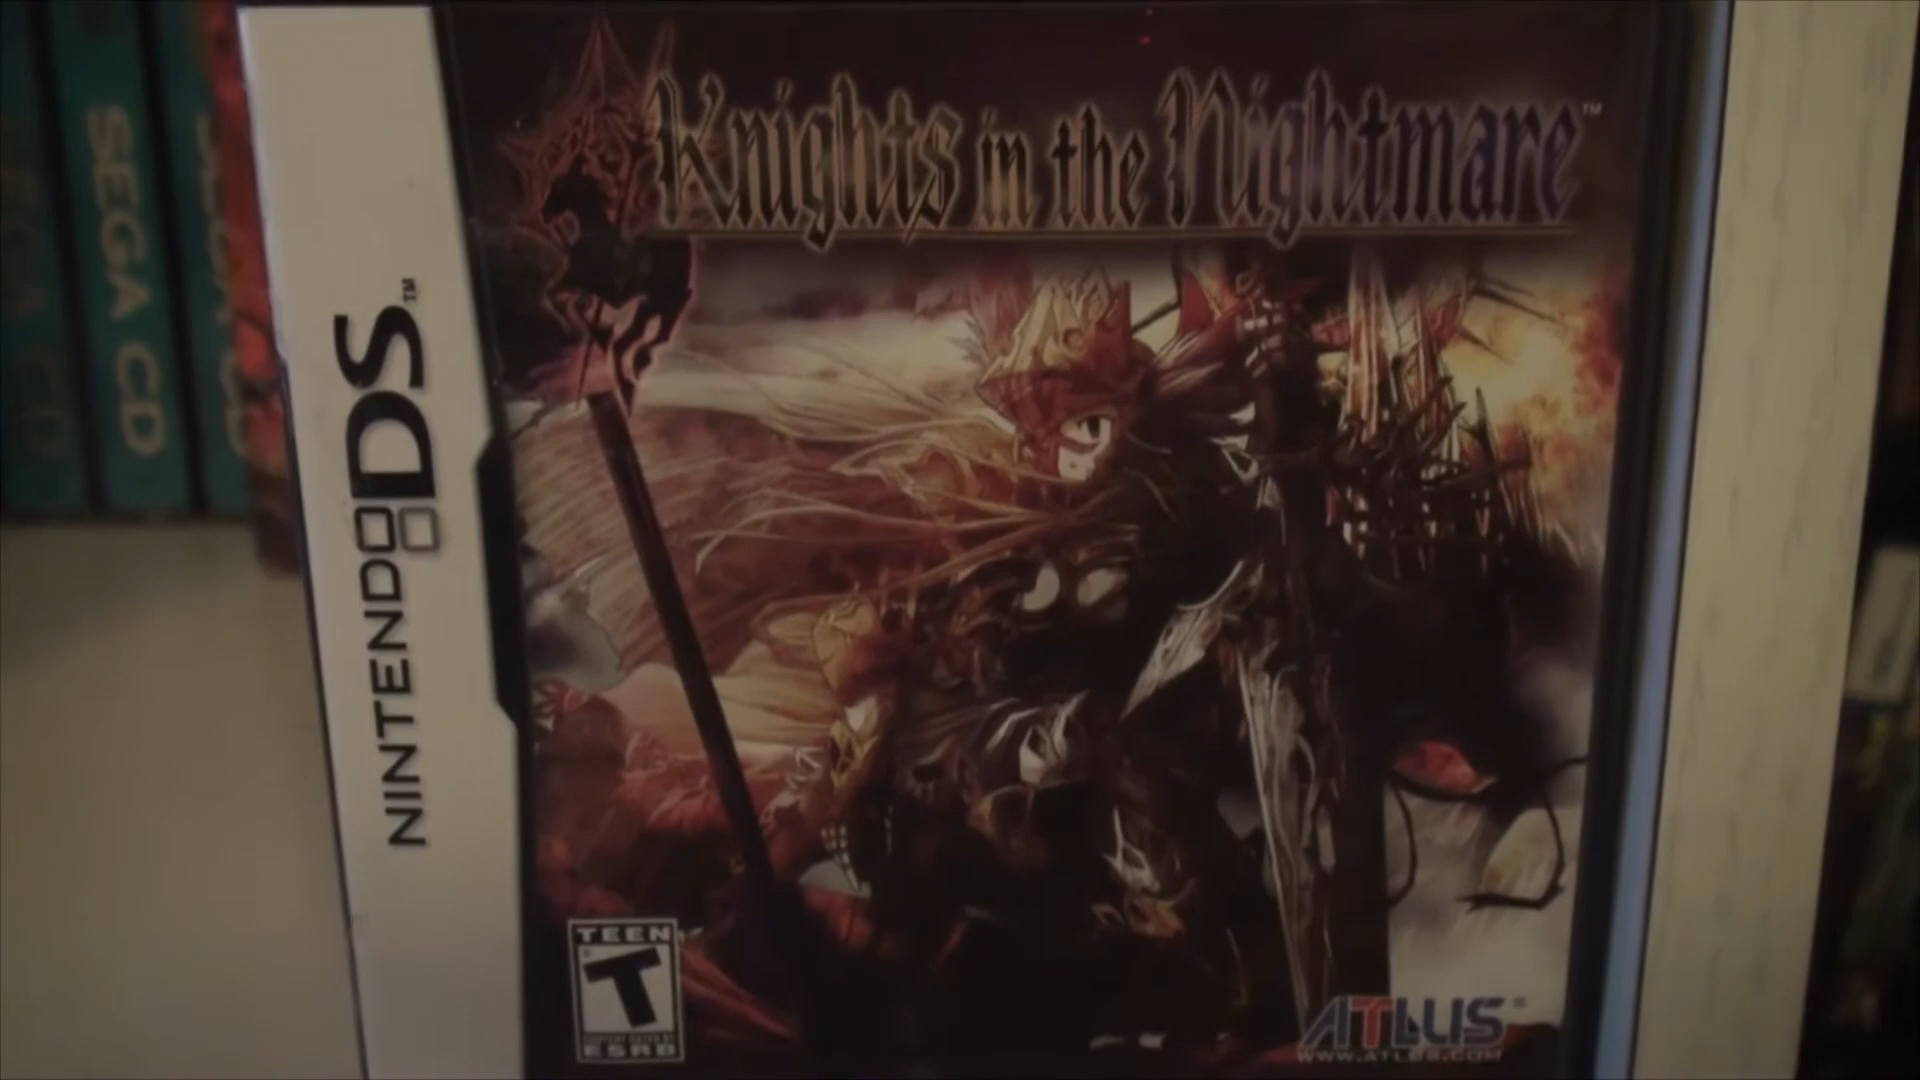 SEGA CD
NINTENDO DS™
Knights in the Nightmare™
TEEN
T
ESRB
ATLUS®
WWW.ATLUS.COM